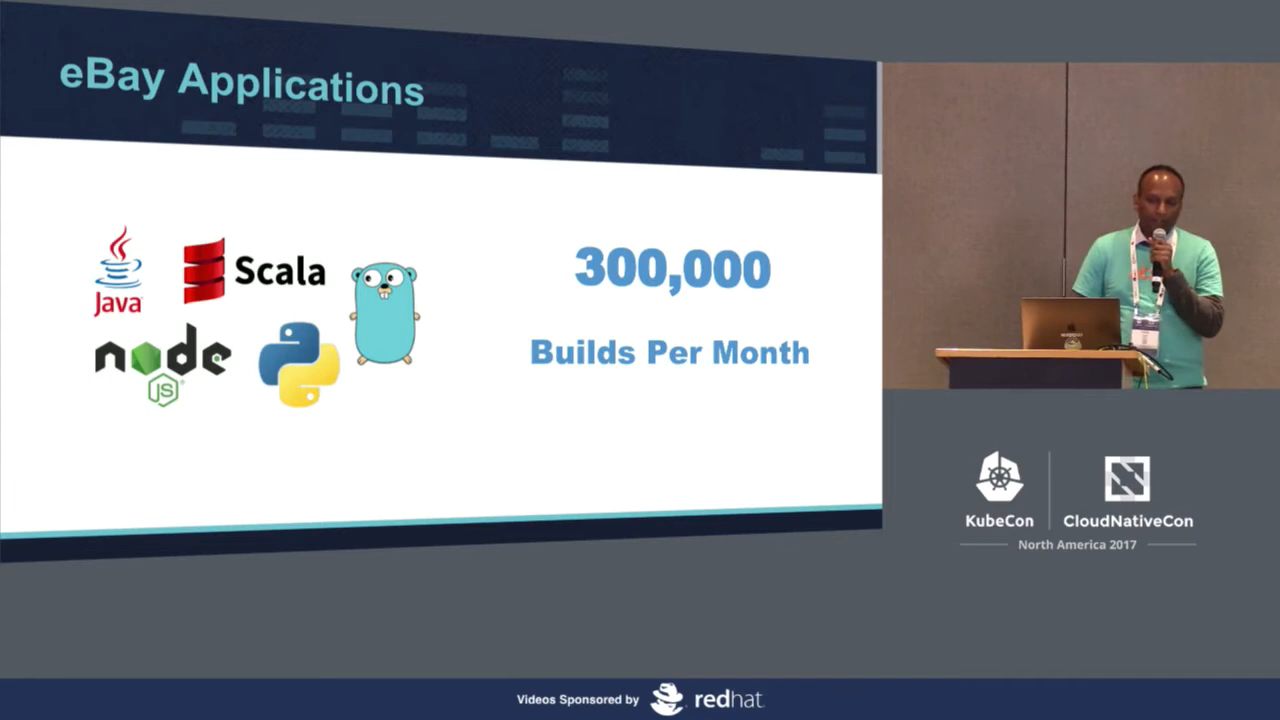 eBay Applications
Java
Scala
node
JS
300,000
Builds Per Month
KubeCon
CloudNativeCon
North America 2017
Videos Sponsored by redhat